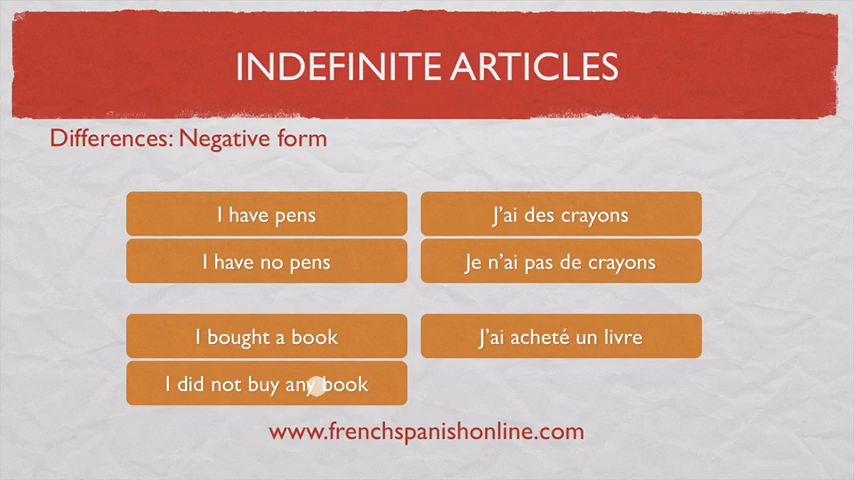 INDEFINITE ARTICLES
Differences: Negative form
I have pens
J'ai des crayons
I have no pens
Je n'ai pas de crayons
I bought a book
J'ai acheté un livre
I did not buy any book
www.frenchspanishonline.com